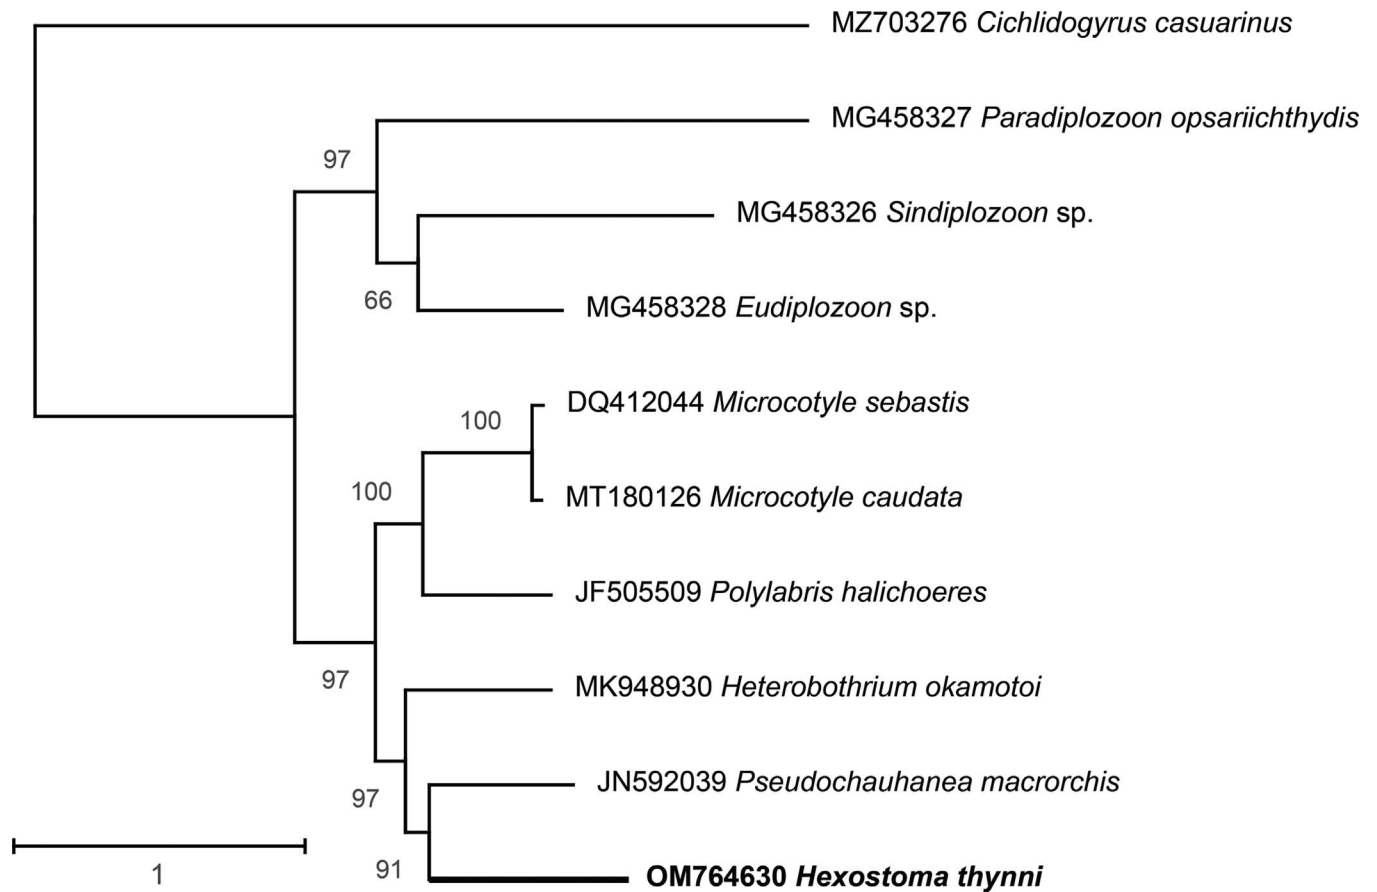 MZ703276 Cichlidogyrus casuarinus
MG458327 Paradiplozoon opsariichthydis
97
MG458326 Sindiplozoon sp.
66
MG458328 Eudiplozoon sp.
DQ412044 Microcotyle sebastis
100
100
MT180126 Microcotyle caudata
JF505509 Polylabris halichoeres
97
MK948930 Heterobothrium okamotoi
97
JN592039 Pseudochauhanea macrorchis
91
OM764630 Hexostoma thynni
1